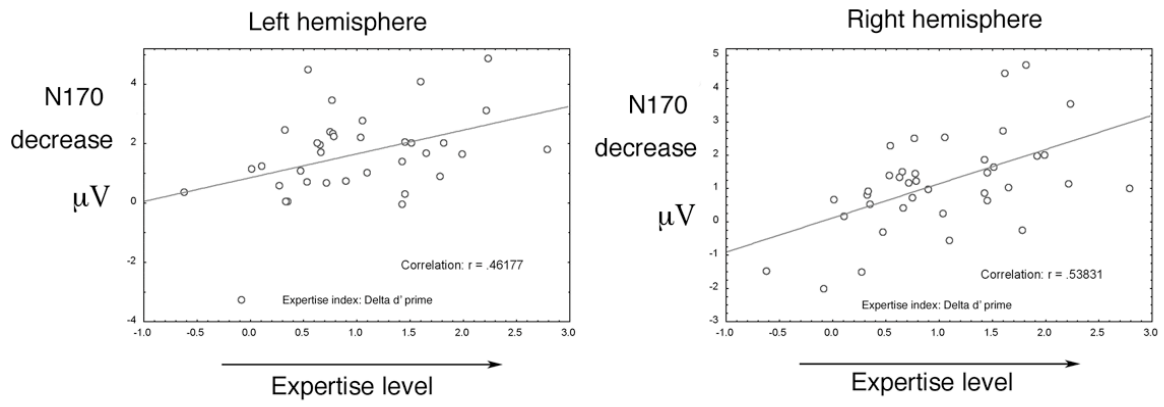 Left hemisphere
N170
decrease
μV
4
2
0
2
-4
-1.0 -0.5 0.0 0.5 1.0 1.5 2.0 2.5 3.0
Correlation: r = .46177
Expertise index: Delta d' prime
Expertise level
Right hemisphere
N170
decrease
μV
5
4
3
2
1
0
-1
-2
-3
-1.0 -0.5 0.0 0.5 1.0 1.5 2.0 2.5 3.0
Correlation: r = .53831
Expertise index: Delta d' prime
Expertise level